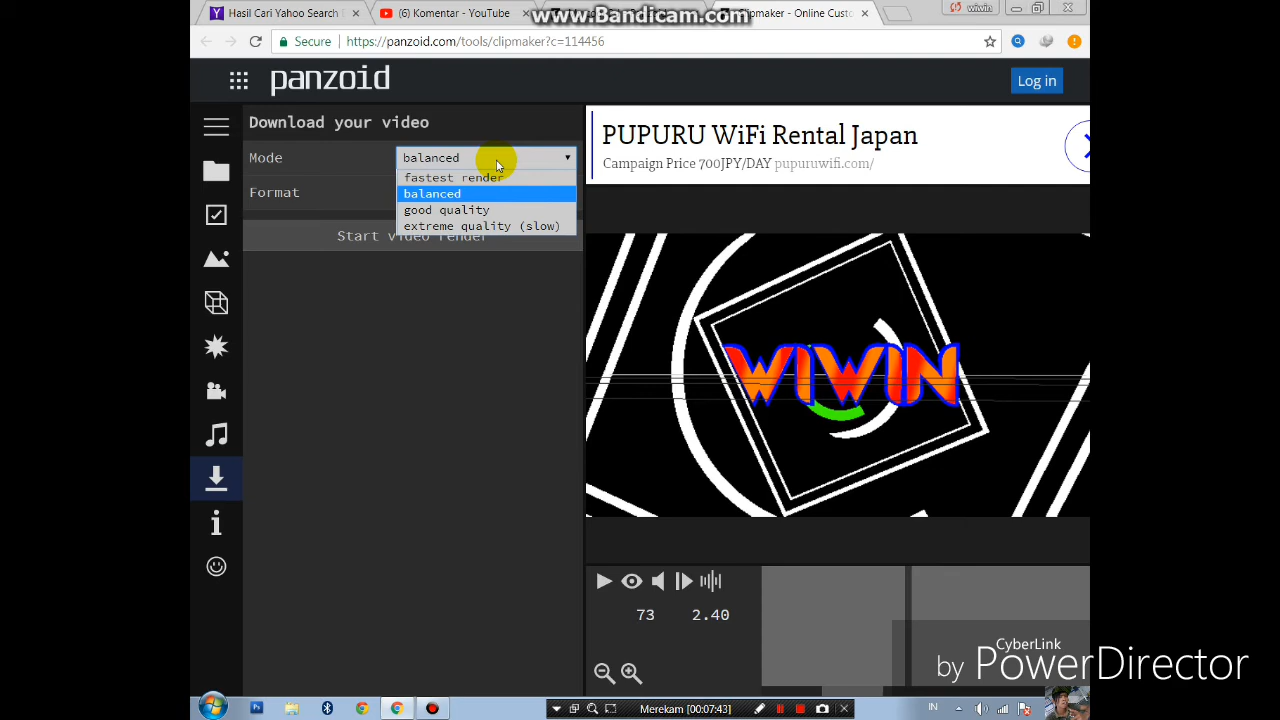 Hasil Cari Yahoo Search
(6) Komentar - YouTube
www.Bandicam.com
Clipmaker - Online Custo
wiwin
Secure
https://panzoid.com/tools/clipmaker?c=114456
panzoid
Log in
Download your video
Mode
balanced
fastest render
balanced
good quality
extreme quality (slow)
Format
Start video render
PUPURU WiFi Rental Japan
Campaign Price 700JPY/DAY pupuruwifi.com/
WIWIN
73
2.40
CyberLink
by PowerDirector
Merekam [00:07:43]
IN